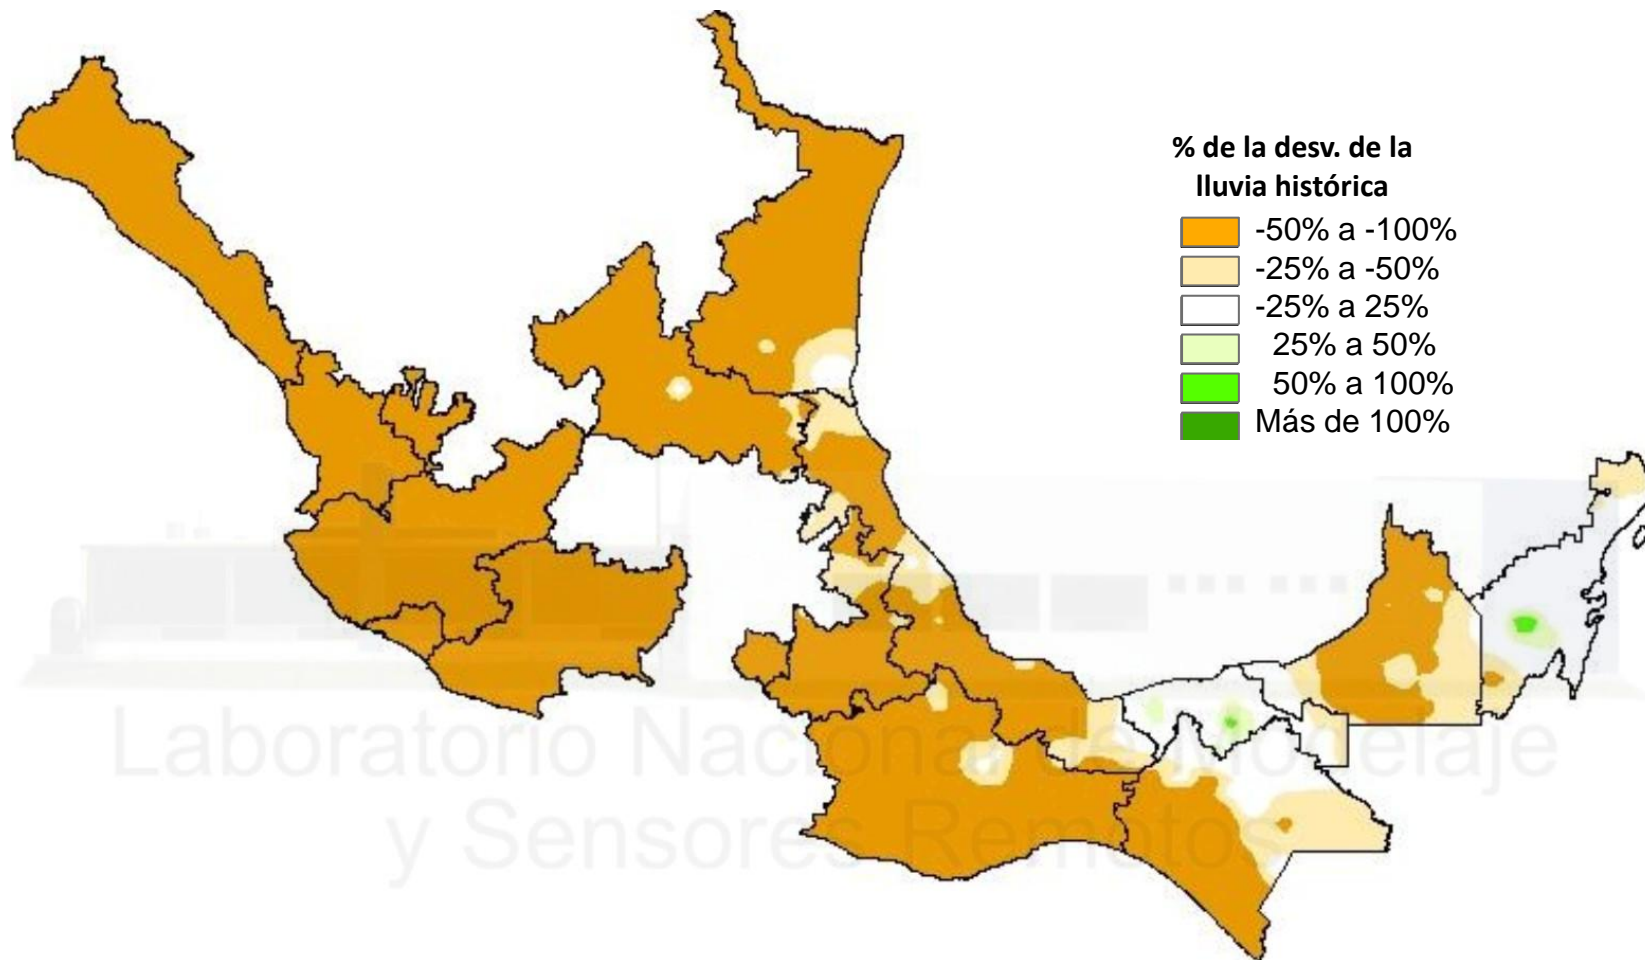 % de la desv. de la
lluvia histórica
-50% a -100%
-25% a -50%
-25% a 25%
25% a 50%
50% a 100%
Más de 100%
Laboratorio Nacional de Modelaje
y Sensores Remotos